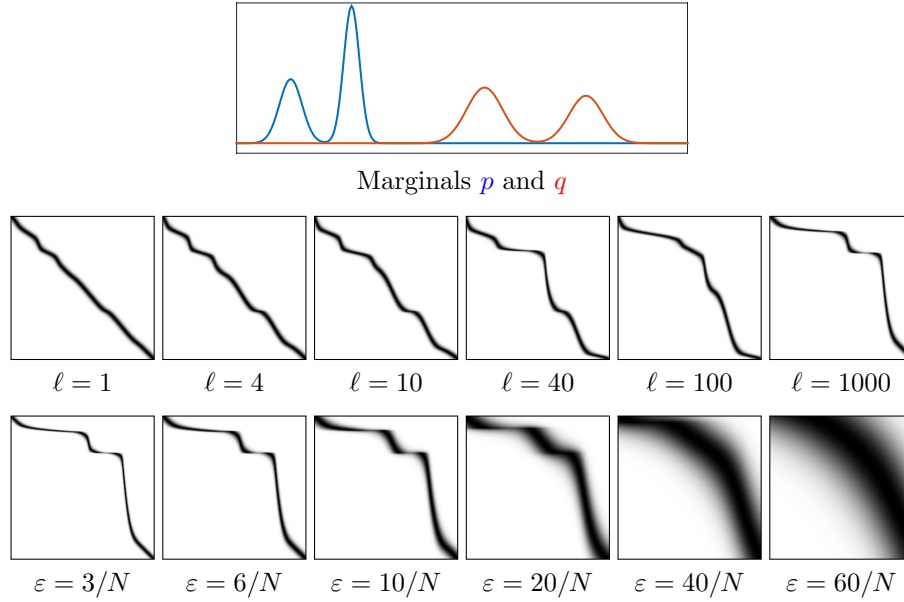 Marginals p and q
ℓ = 1 ℓ = 4 ℓ = 10 ℓ = 40 ℓ = 100 ℓ = 1000
ε = 3/N ε = 6/N ε = 10/N ε = 20/N ε = 40/N ε = 60/N